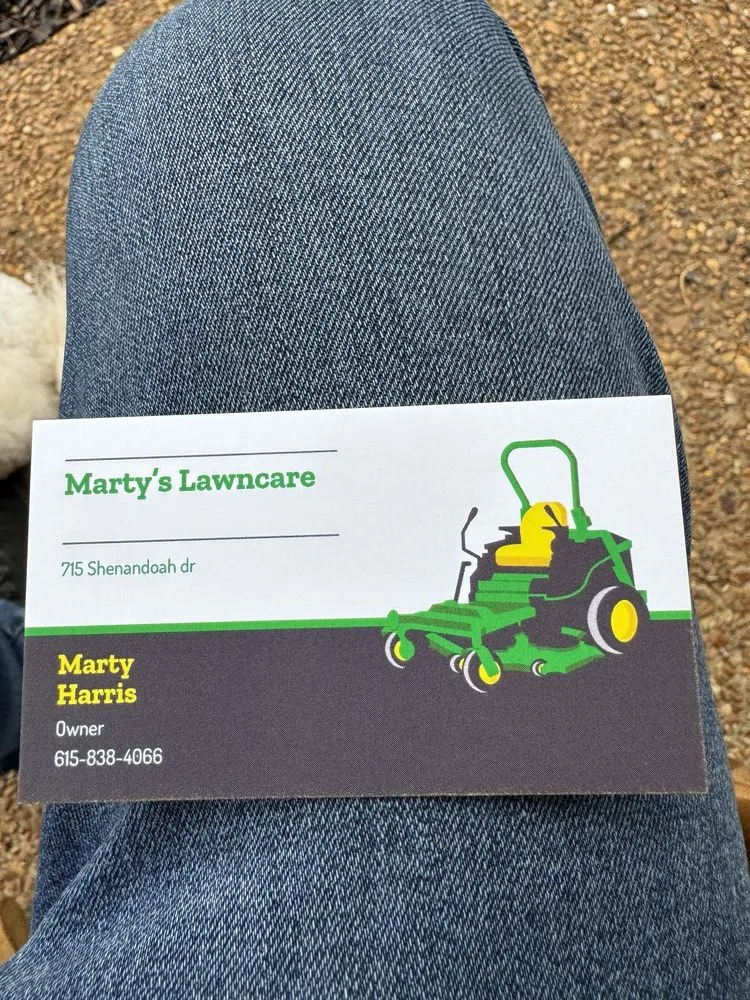 Marty's Lawncare
715 Shenandoah dr
Marty
Harris
Owner
615-838-4066